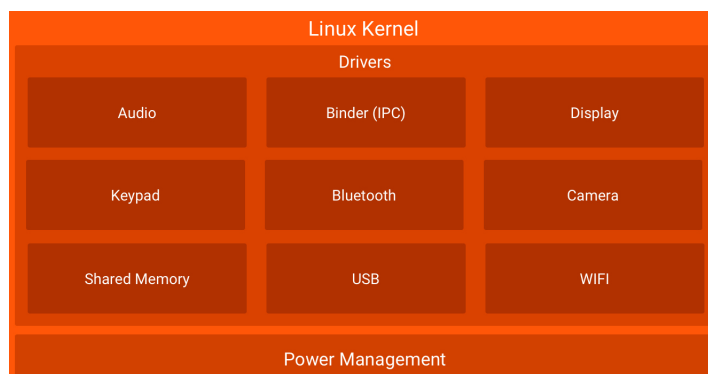 Linux Kernel
Drivers
Audio
Binder (IPC)
Display
Keypad
Bluetooth
Camera
Shared Memory
USB
WIFI
Power Management